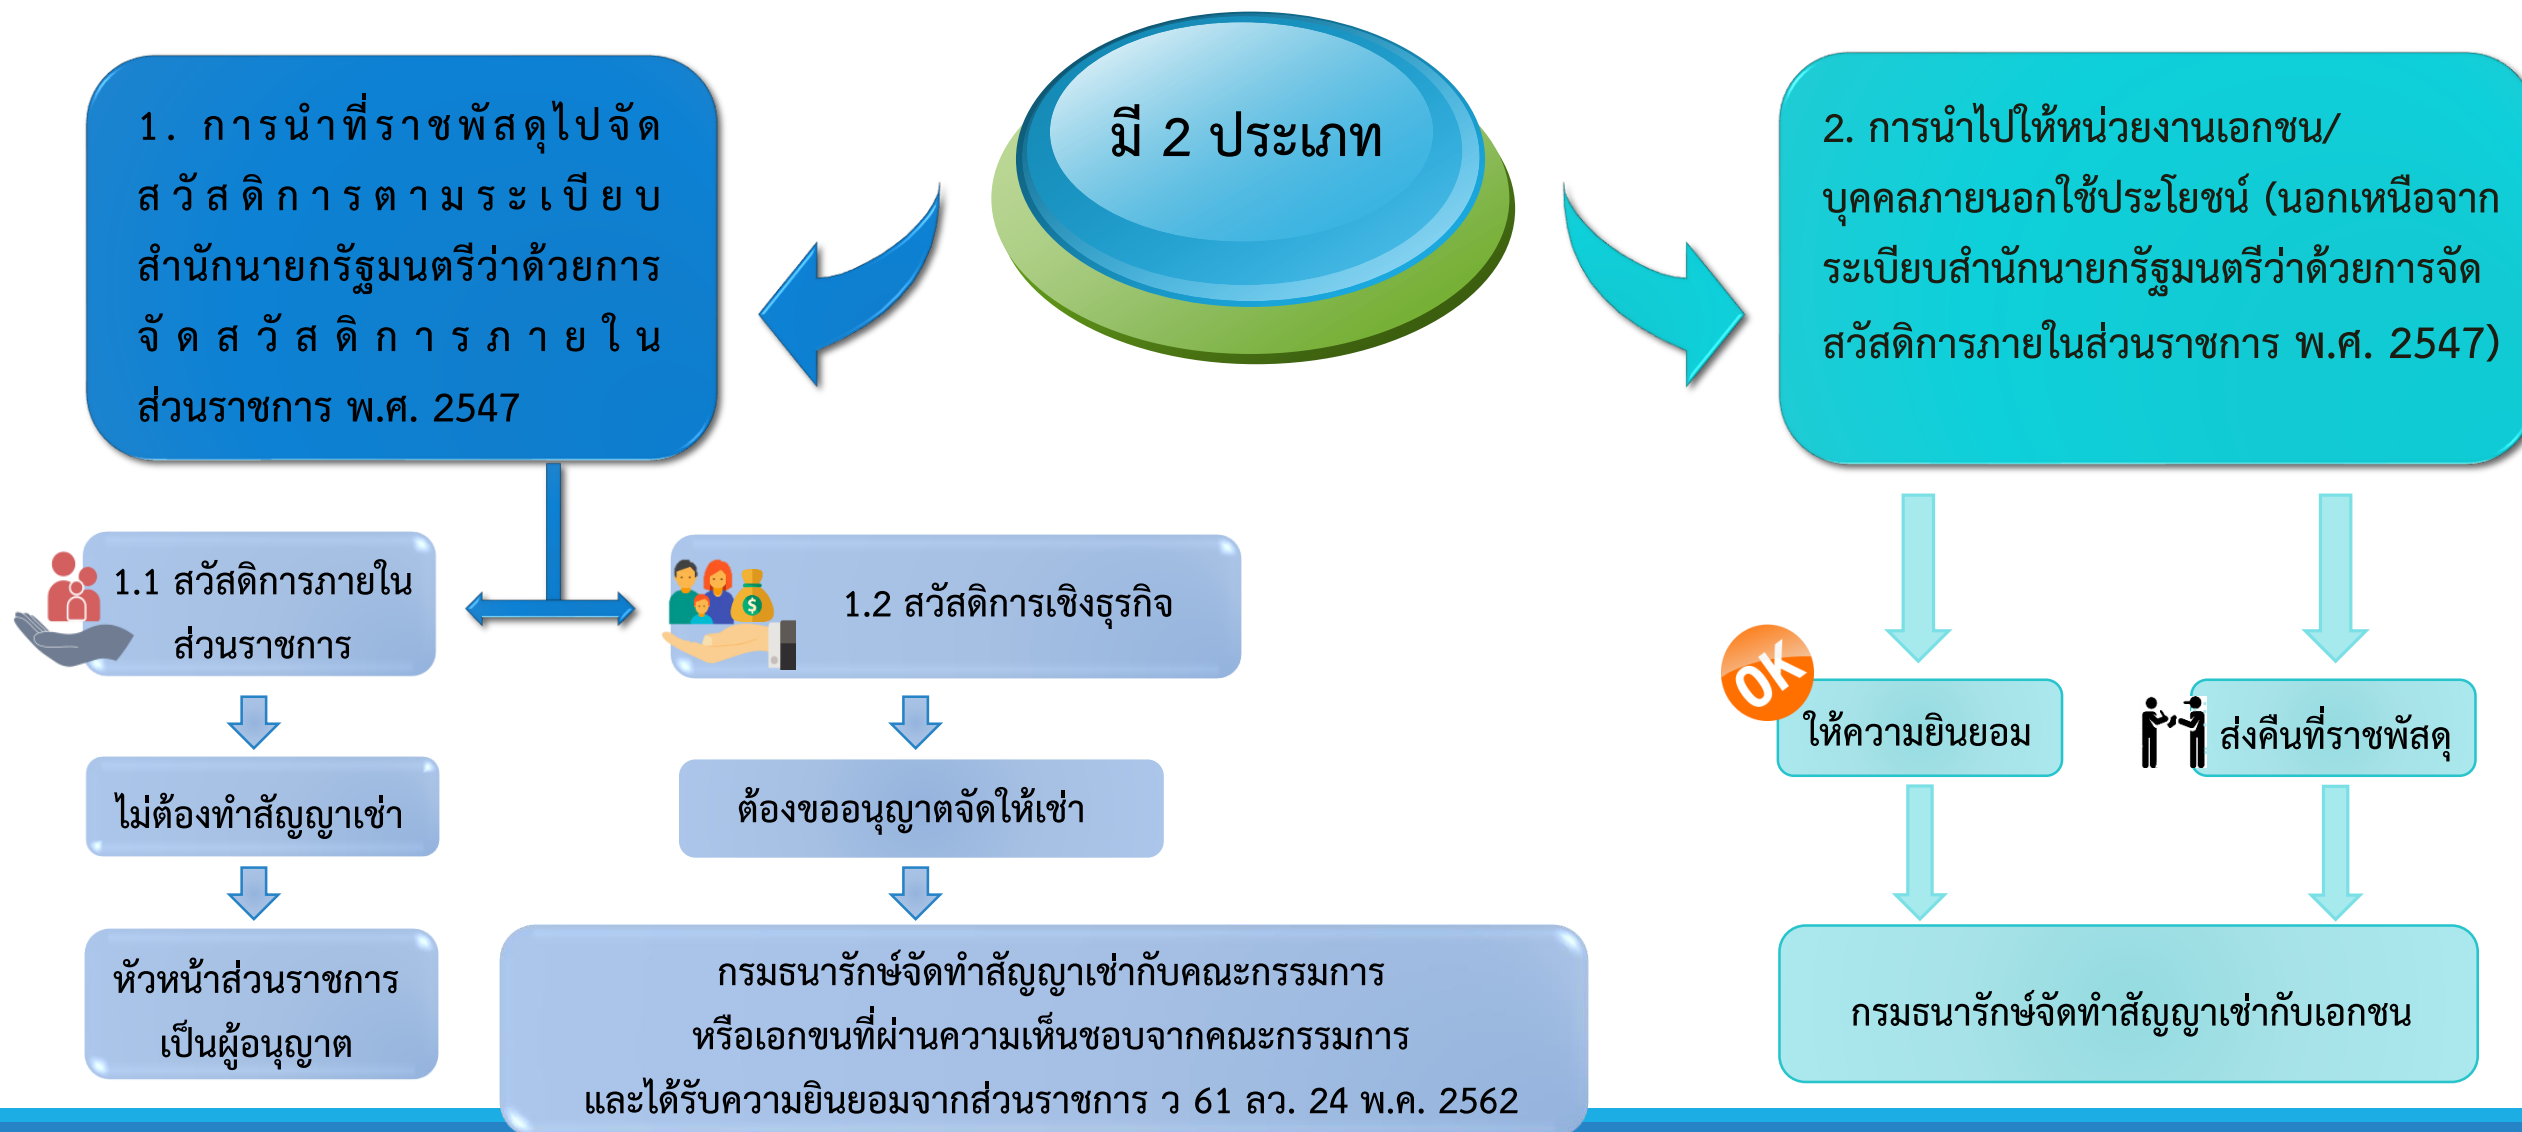 มี 2 ประเภท
1. การนำที่ราชพัสดุไปจัด
สวัสดิการตามระเบียบ
สำนักนายกรัฐมนตรีว่าด้วยการ
จัดสวัสดิการภายใน
ส่วนราชการ พ.ศ. 2547
2. การนำไปให้หน่วยงานเอกชน/
บุคคลภายนอกใช้ประโยชน์ (นอกเหนือจาก
ระเบียบสำนักนายกรัฐมนตรีว่าด้วยการจัด
สวัสดิการภายในส่วนราชการ พ.ศ. 2547)
1.1 สวัสดิการภายใน
ส่วนราชการ
ไม่ต้องทำสัญญาเช่า
หัวหน้าส่วนราชการ
เป็นผู้อนุญาต
1.2 สวัสดิการเชิงธุรกิจ
$
ต้องขออนุญาตจัดให้เช่า
กรมธนารักษ์จัดทำสัญญาเช่ากับคณะกรรมการ
หรือเอกขนที่ผ่านความเห็นชอบจากคณะกรรมการ
และได้รับความยินยอมจากส่วนราชการ ว 61 ลว. 24 พ.ค. 2562
OK
ให้ความยินยอม
ส่งคืนที่ราชพัสดุ
กรมธนารักษ์จัดทำสัญญาเช่ากับเอกชน